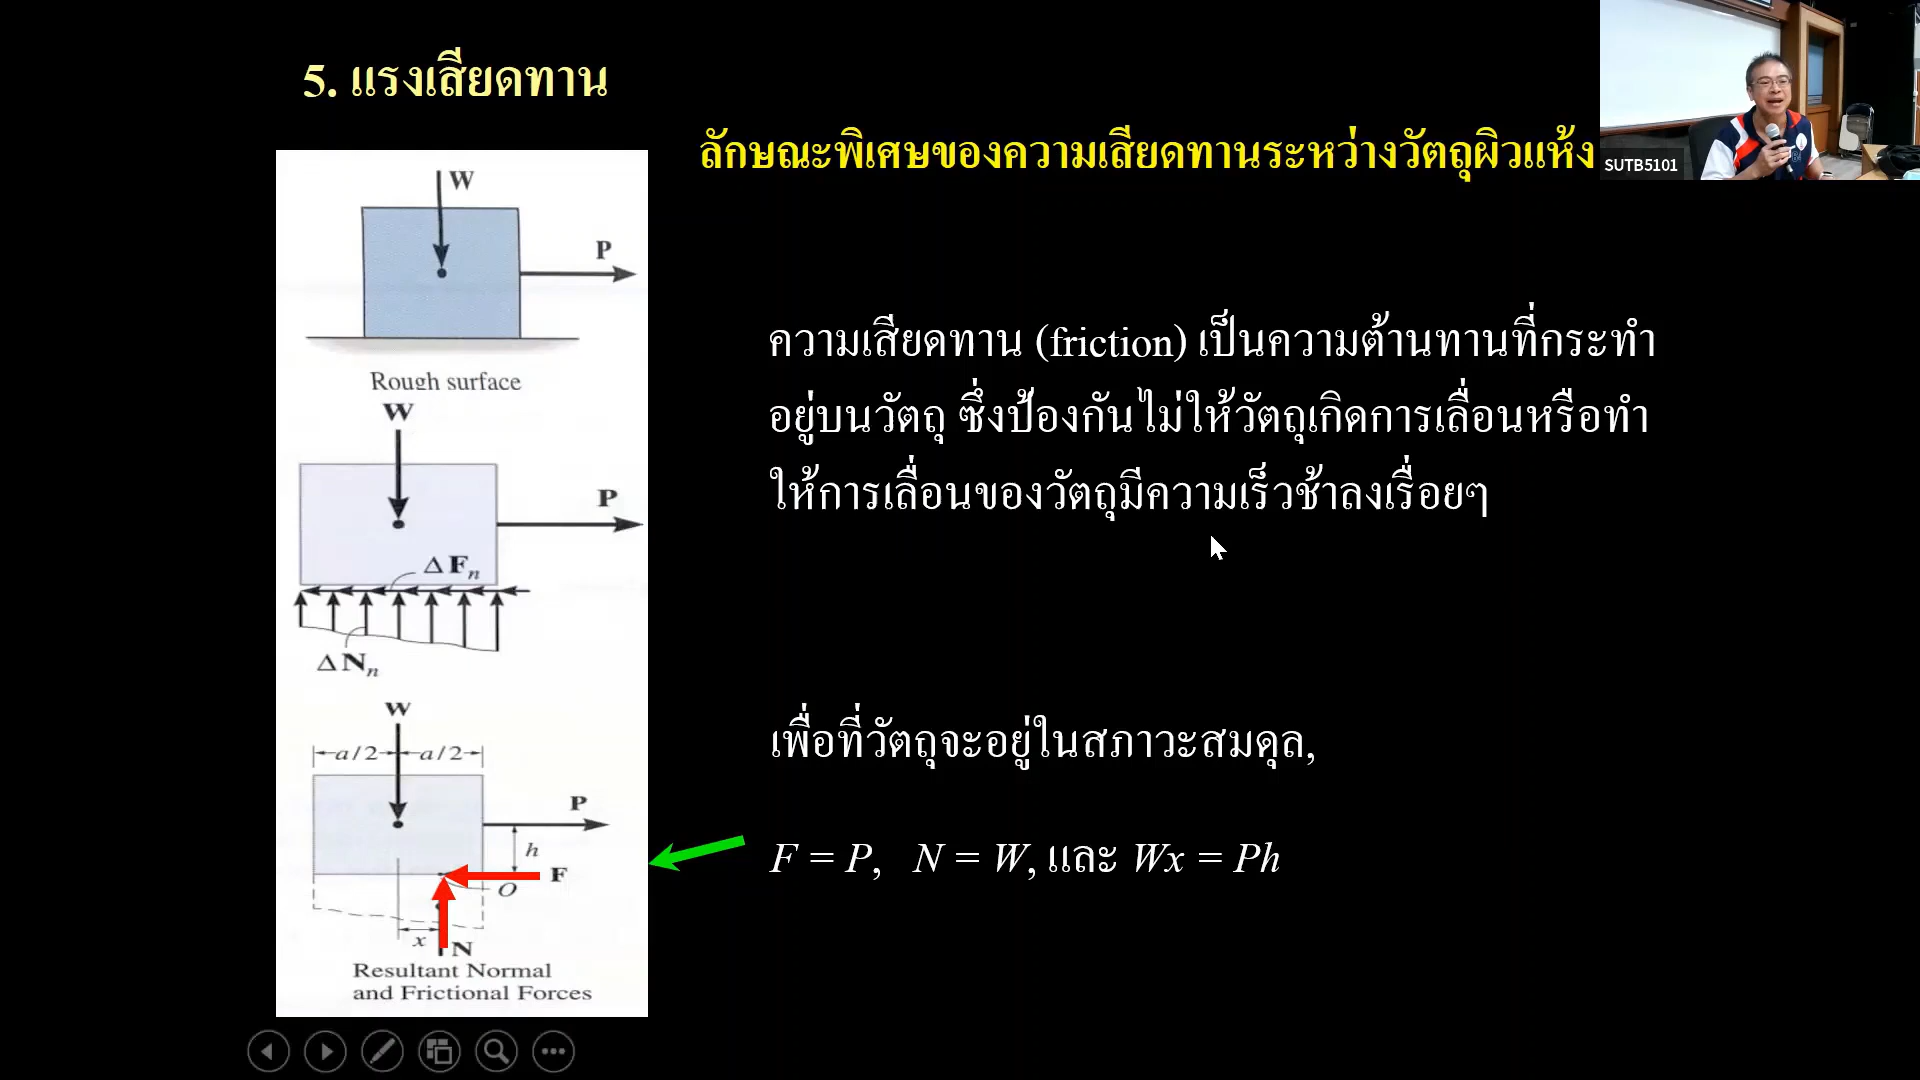 5. แรงเสียดทาน
ลักษณะพิเศษของความเสียดทานระหว่างวัตถุผิวแห้ง
SUTB5101
W
P
Rough surface
W
P
ΔFn
ΔNn
W
a/2 a/2
P
h
F
O
x
N
Resultant Normal
and Frictional Forces
ความเสียดทาน (friction) เป็นความต้านทานที่กระทำ
อยู่บนวัตถุ ซึ่งป้องกันไม่ให้วัตถุเกิดการเลื่อนหรือทำ
ให้การเลื่อนของวัตถุมีความเร็วช้าลงเรื่อยๆ
เพื่อที่วัตถุจะอยู่ในสภาวะสมดุล,
F = P, N = W, และ Wx = Ph